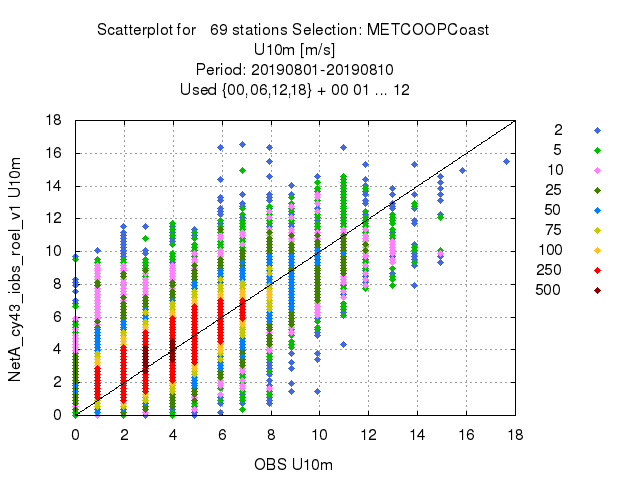 Scatterplot for   69 stations Selection: METCOOPCoast
U10m [m/s]
Period: 20190801-20190810
Used {00,06,12,18} + 00 01 ... 12
NetA_cy43_iobs_roel_v1 U10m
18
16
14
12
10
8
6
4
2
0
0 2 4 6 8 10 12 14 16 18
OBS U10m
2
5
10
25
50
75
100
250
500